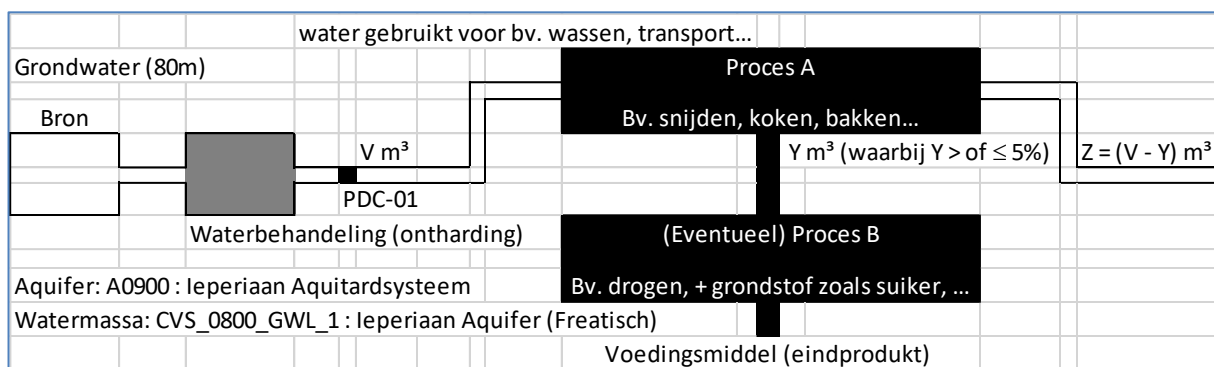 water gebruikt voor bv. wassen, transport...
Grondwater (80m)
Proces A
Bron
Bv. snijden, koken, bakken...
V m³
Y m³ (waarbij Y > of ≤ 5%)
Z = (V - Y) m³
PDC-01
Waterbehandeling (ontharding)
(Eventueel) Proces B
Aquifer: A0900 : Ieperiaan Aquitardsysteem
Bv. drogen, + grondstof zoals suiker, ...
Watermassa: CVS_0800_GWL_1 : Ieperiaan Aquifer (Freatisch)
Voedingsmiddel (eindprodukt)